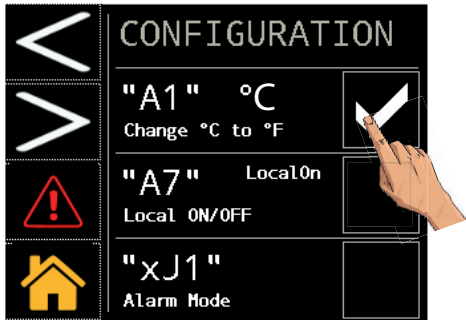 CONFIGURATION
"A1" °C
Change °C to °F
"A7" LocalOn
Local ON/OFF
"xJ1"
Alarm Mode